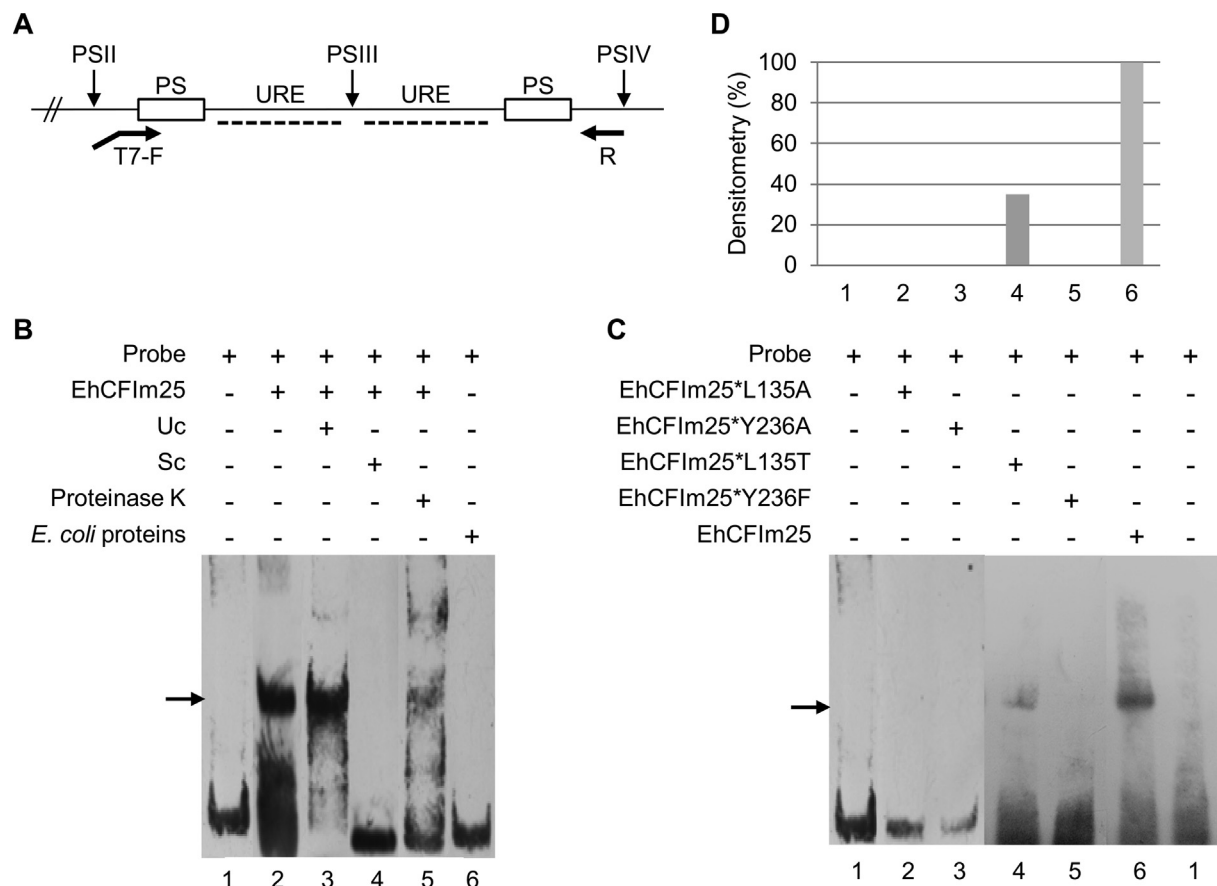 A
PSII PSIII PSIV
PS URE URE PS
T7-F R
D
Densitometry (%)
100
80
60
40
20
0
1 2 3 4 5 6
B
Probe + + + + + +
EhCFIm25 - + + + + -
Uc - - + - - -
Sc - - - + - -
Proteinase K - - - - + -
E. coli proteins - - - - - +
1 2 3 4 5 6
C
Probe + + + + + + +
EhCFIm25*L135A - + - - - - -
EhCFIm25*Y236A - - + - - - -
EhCFIm25*L135T - - - + - - -
EhCFIm25*Y236F - - - - + - -
EhCFIm25 - - - - - + -
1 2 3 4 5 6 1